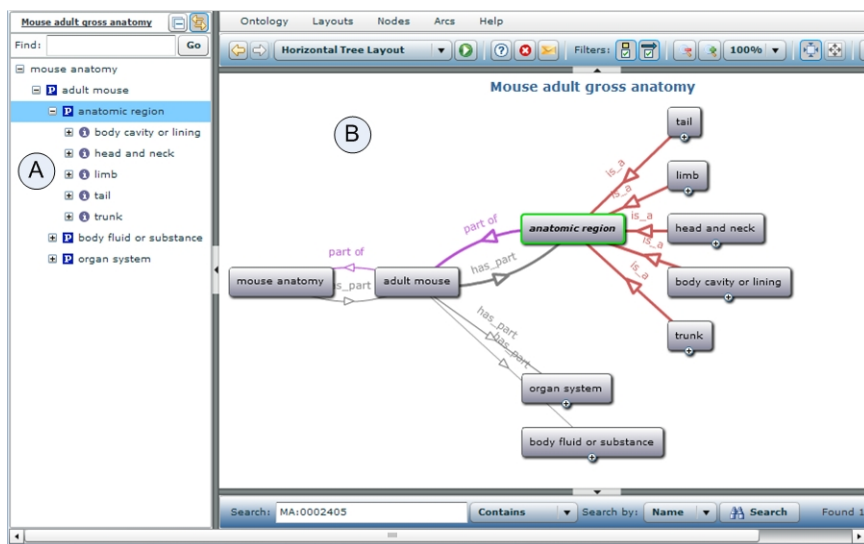 Mouse adult gross anatomy
Ontology Layouts Nodes Arcs Help
Find: Go
Horizontal Tree Layout Filters: 100%
mouse anatomy
P adult mouse
P anatomic region
i body cavity or lining
i head and neck
i limb
i tail
i trunk
P body fluid or substance
P organ system
A
Mouse adult gross anatomy
B
tail
is_a
limb
is_a
part of
anatomic region
is_a
head and neck
is_a
part of
has_part
mouse anatomy
adult mouse
is_a
body cavity or lining
is_part
has_part
trunk
has_part
organ system
body fluid or substance
Search: MA:0002405 Contains Search by: Name Search Found 1